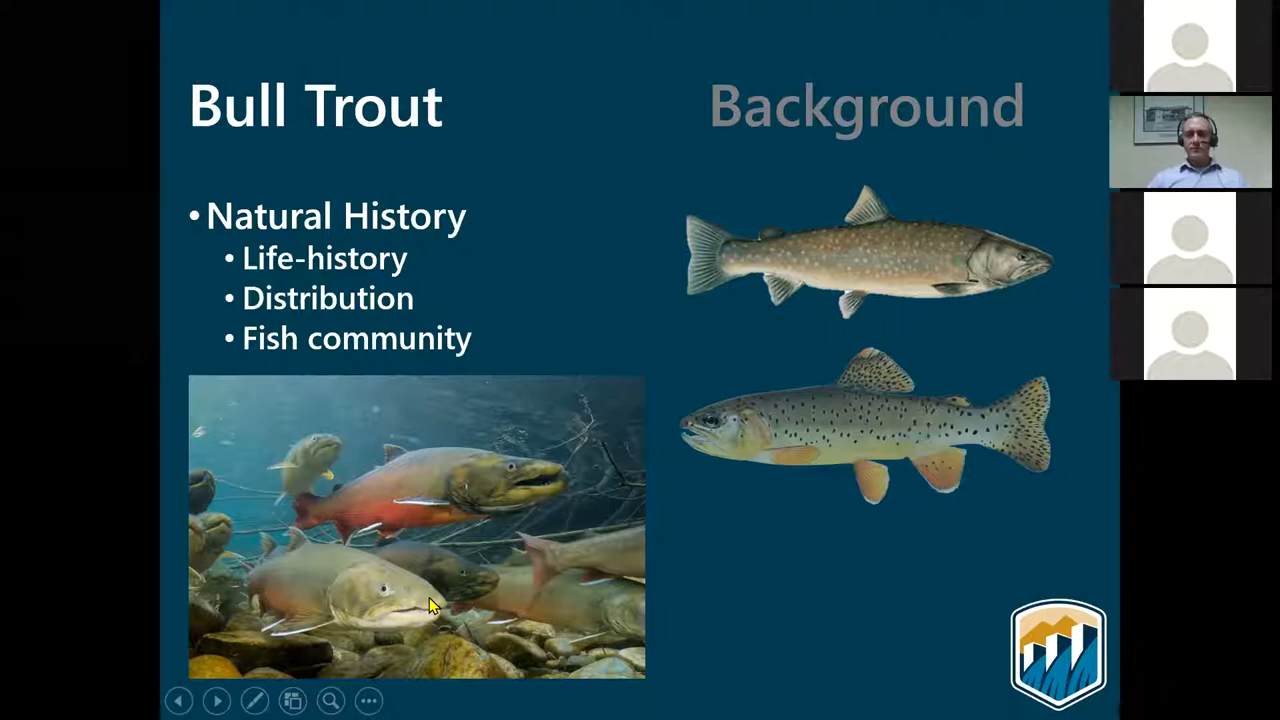 Bull Trout
Background
• Natural History
• Life-history
• Distribution
• Fish community